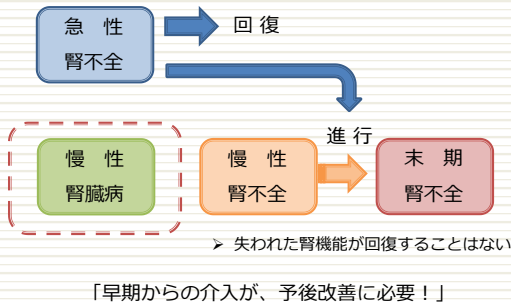 急　性
腎不全
回 復
進 行
慢　性
腎臓病
慢　性
腎不全
末　期
腎不全
➢ 失われた腎機能が回復することはない
「早期からの介入が、予後改善に必要！」